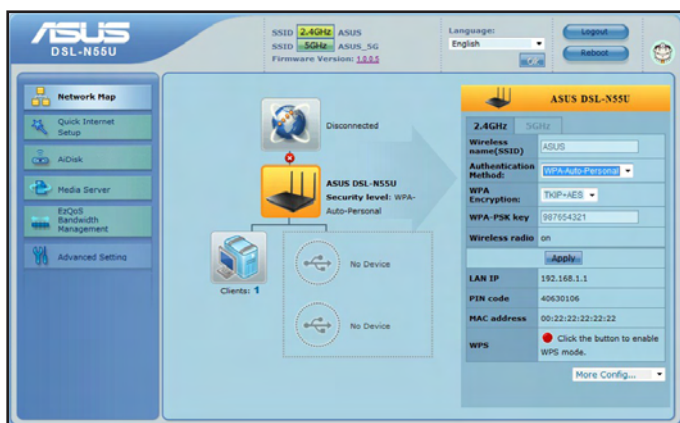 ASUS
DSL-N55U
SSID 2.4GHz ASUS
SSID 5GHz ASUS_5G
Firmware Version: 1.0.0.5
Language:
English
OK
Logout
Reboot
Network Map
Quick Internet
Setup
AiDisk
Media Server
EzQoS
Bandwidth
Management
Advanced Setting
Disconnected
ASUS DSL-N55U
Security level: WPA-
Auto-Personal
Clients: 1
No Device
No Device
ASUS DSL-N55U
2.4GHz 5GHz
Wireless
name(SSID) ASUS
Authentication
Method: WPA-Auto-Personal
WPA
Encryption: TKIP+AES
WPA-PSK key 987654321
Wireless radio on
Apply
LAN IP 192.168.1.1
PIN code 40630106
MAC address 00:22:22:22:22:22
WPS Click the button to enable
WPS mode.
More Config...